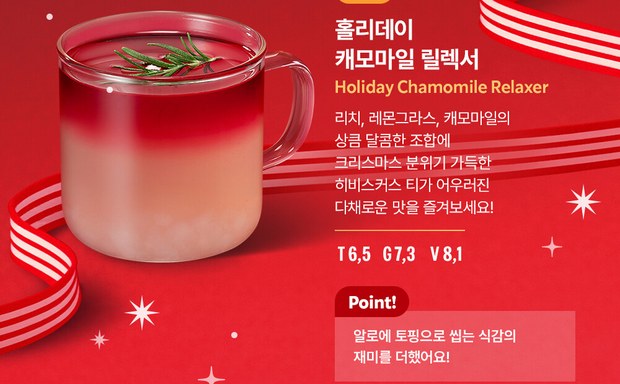 홀리데이
캐모마일 릴렉서
Holiday Chamomile Relaxer
리치, 레몬그라스, 캐모마일의
상큼 달콤한 조합에
크리스마스 분위기 가득한
히비스커스 티가 어우러진
다채로운 맛을 즐겨보세요!
T 6,5 G 7,3 V 8,1
Point!
알로에 토핑으로 씹는 식감의
재미를 더했어요!